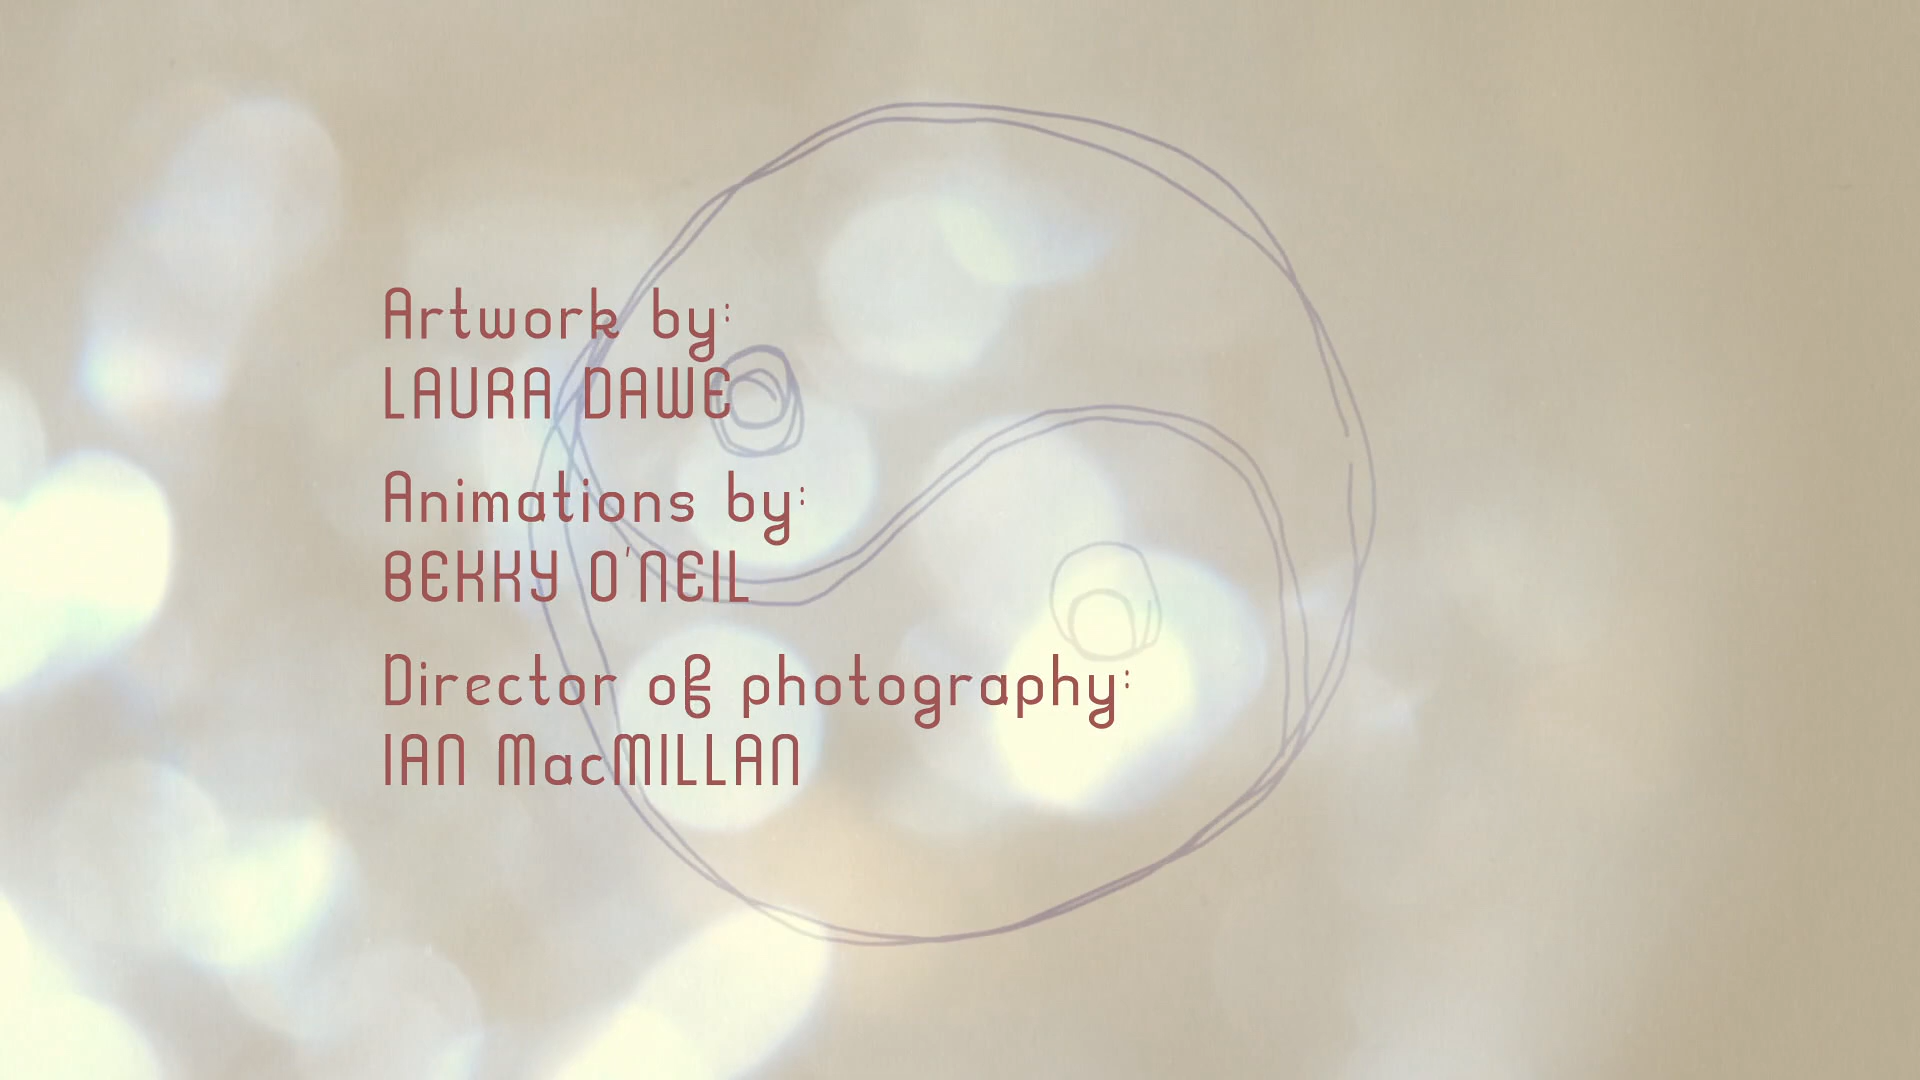 Artwork by:
LAURA DAWE
Animations by:
BEKKY O'NEIL
Director of photography:
IAN MacMILLAN